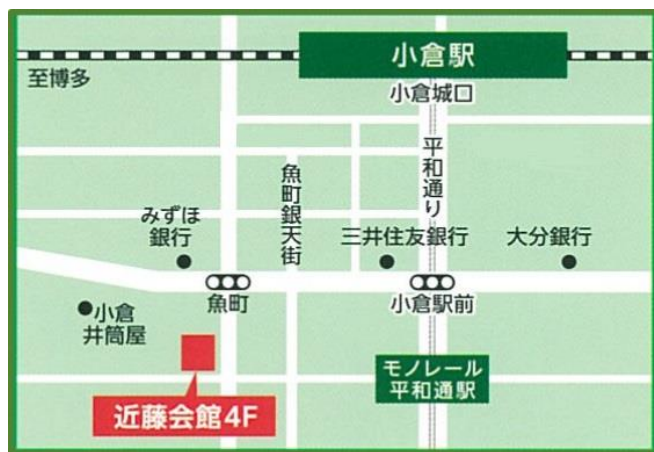 小倉駅
至博多
小倉城口
平和通り
魚町銀天街
みずほ
銀行
三井住友銀行
大分銀行
魚町
小倉駅前
小倉
井筒屋
モノレール
平和通駅
近藤会館4F